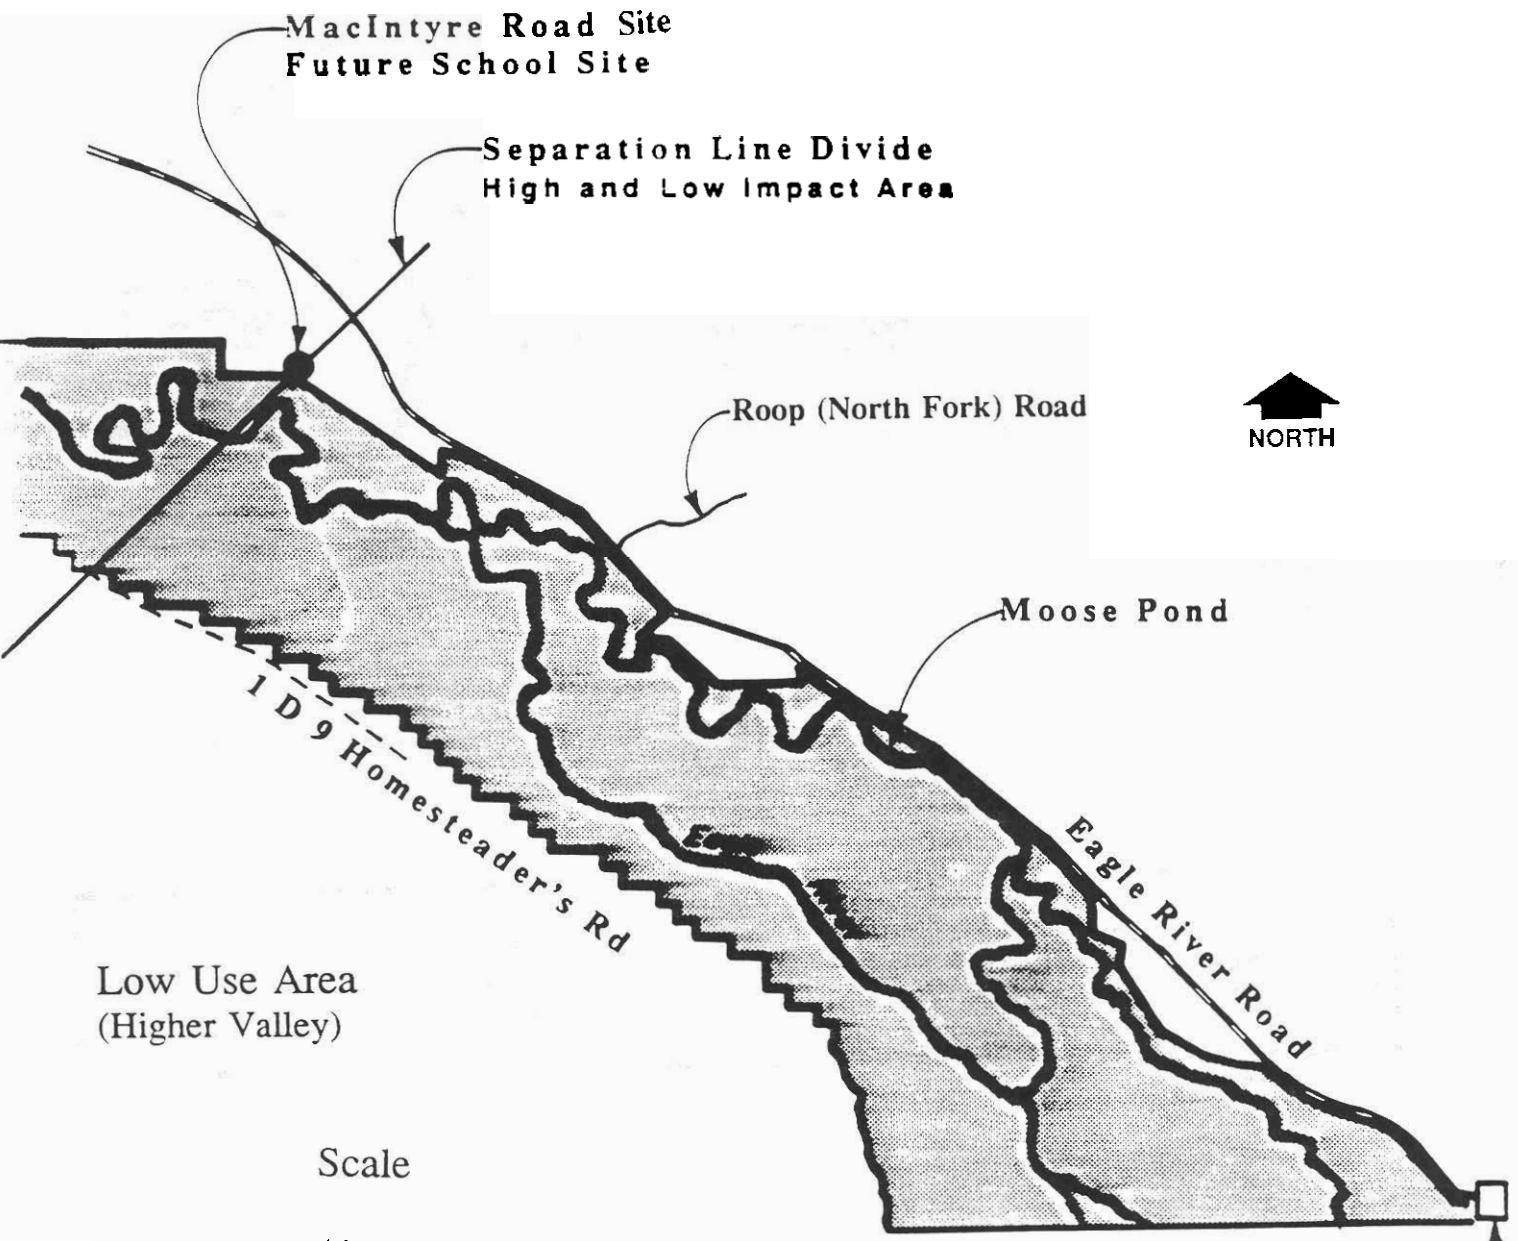 MacIntyre Road Site
Future School Site
Separation Line Divide
High and Low Impact Area
Roop (North Fork) Road
NORTH
Moose Pond
1 D 9 Homesteader's Rd
Eagle River Road
Low Use Area
(Higher Valley)
Scale